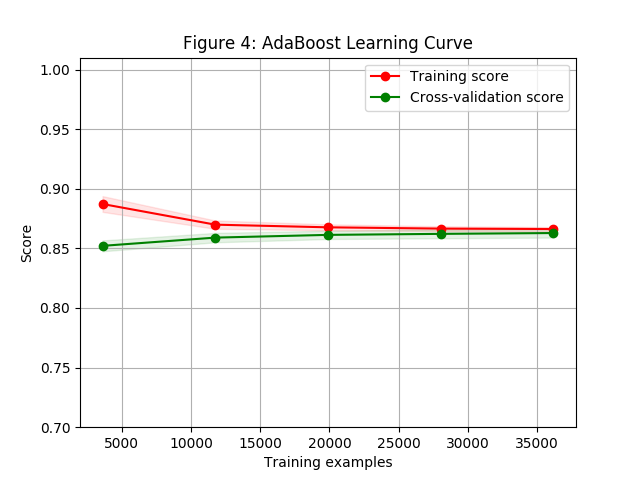 Figure 4: AdaBoost Learning Curve
Training score
Cross-validation score
1.00
0.95
0.90
0.85
0.80
0.75
0.70
Score
5000 10000 15000 20000 25000 30000 35000
Training examples